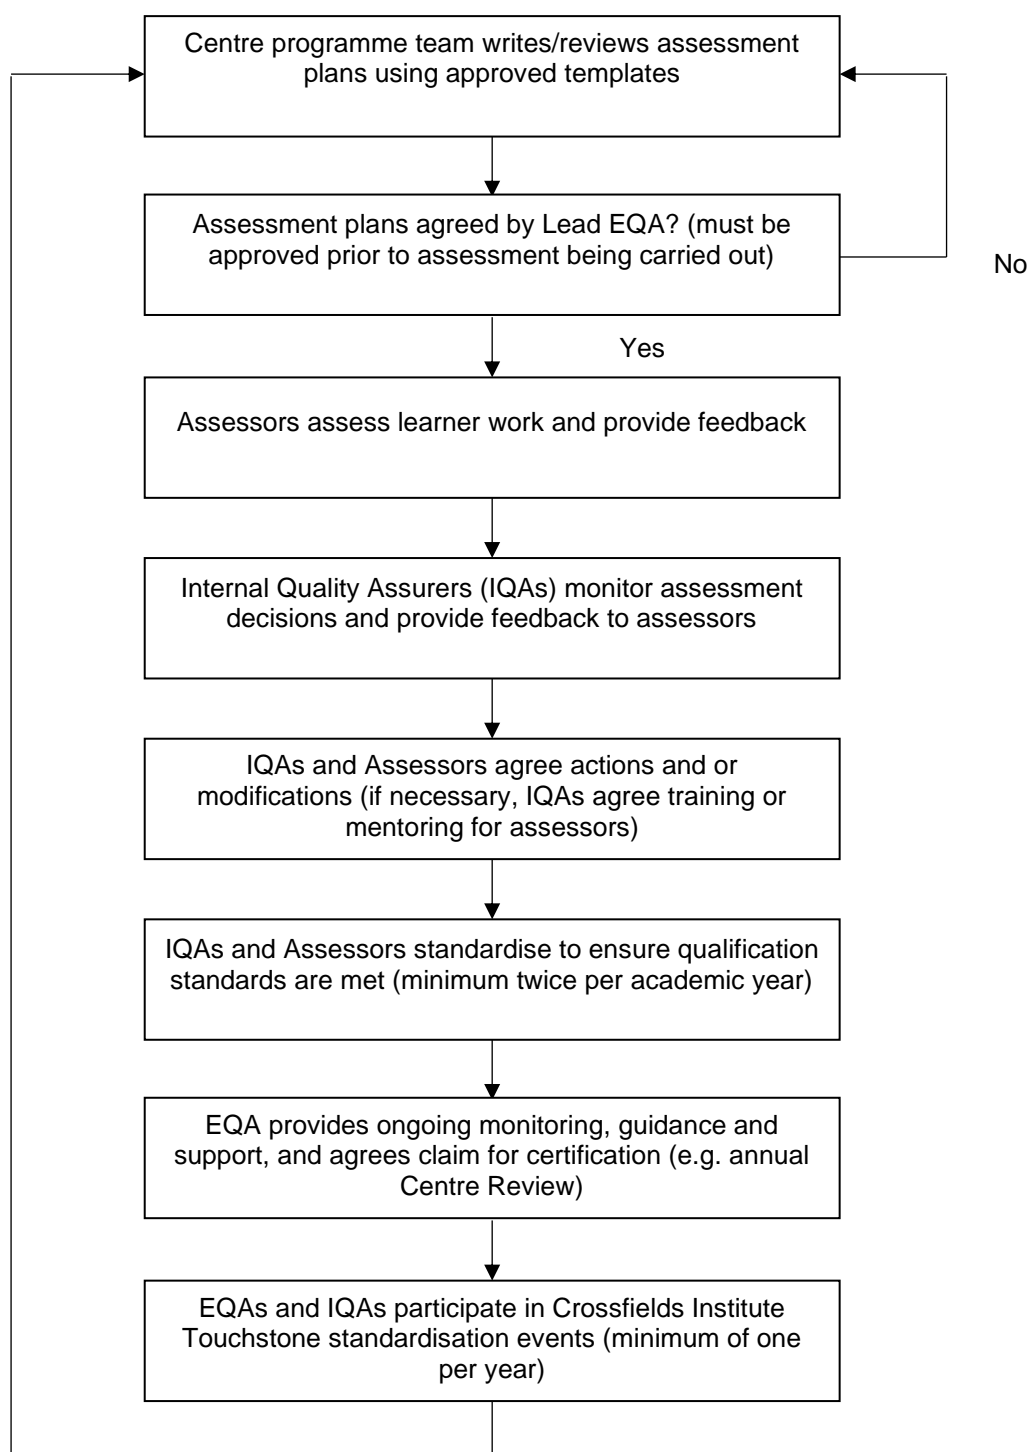 Centre programme team writes/reviews assessment
plans using approved templates
Assessment plans agreed by Lead EQA? (must be
approved prior to assessment being carried out)
No
Yes
Assessors assess learner work and provide feedback
Internal Quality Assurers (IQAs) monitor assessment
decisions and provide feedback to assessors
IQAs and Assessors agree actions and or
modifications (if necessary, IQAs agree training or
mentoring for assessors)
IQAs and Assessors standardise to ensure qualification
standards are met (minimum twice per academic year)
EQA provides ongoing monitoring, guidance and
support, and agrees claim for certification (e.g. annual
Centre Review)
EQAs and IQAs participate in Crossfields Institute
Touchstone standardisation events (minimum of one
per year)